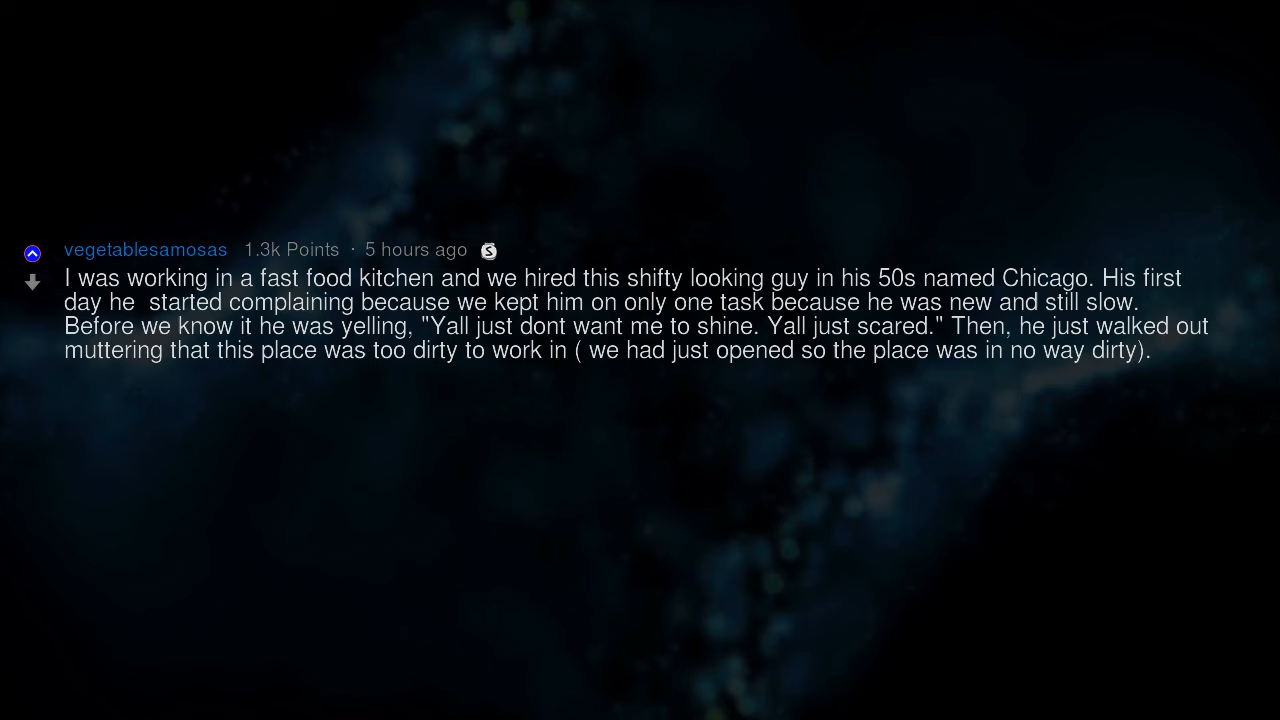 vegetablesamosas 1.3k Points · 5 hours ago S
I was working in a fast food kitchen and we hired this shifty looking guy in his 50s named Chicago. His first
day he  started complaining because we kept him on only one task because he was new and still slow.
Before we know it he was yelling, "Yall just dont want me to shine. Yall just scared." Then, he just walked out
muttering that this place was too dirty to work in ( we had just opened so the place was in no way dirty).